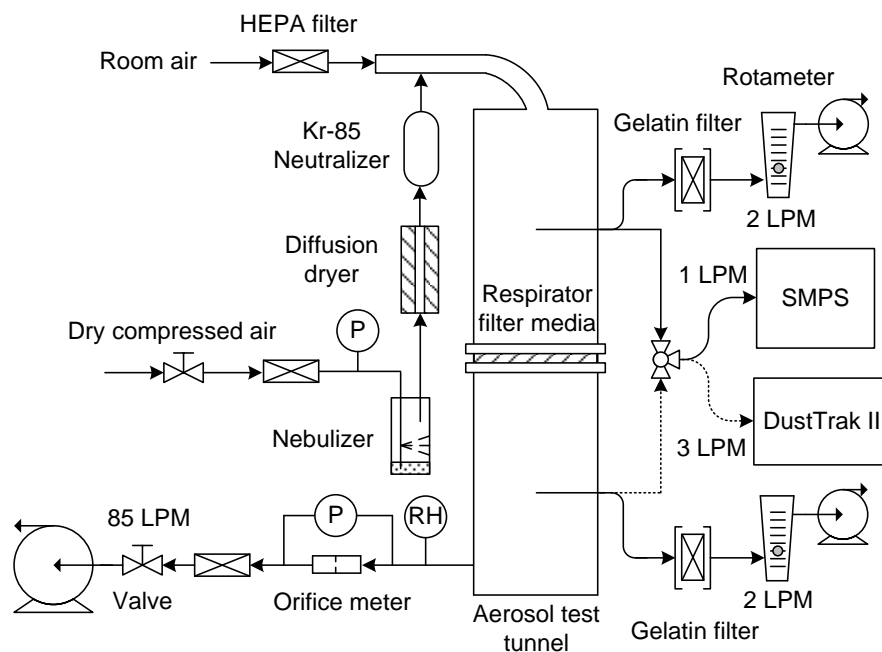 HEPA filter
Room air
Rotameter
Gelatin filter
Kr-85
Neutralizer
2 LPM
Diffusion
dryer
1 LPM
SMPS
Respirator
filter media
Dry compressed air
P
DustTrak II
Nebulizer
3 LPM
85 LPM
P
RH
Valve
Orifice meter
Aerosol test
tunnel
2 LPM
Gelatin filter